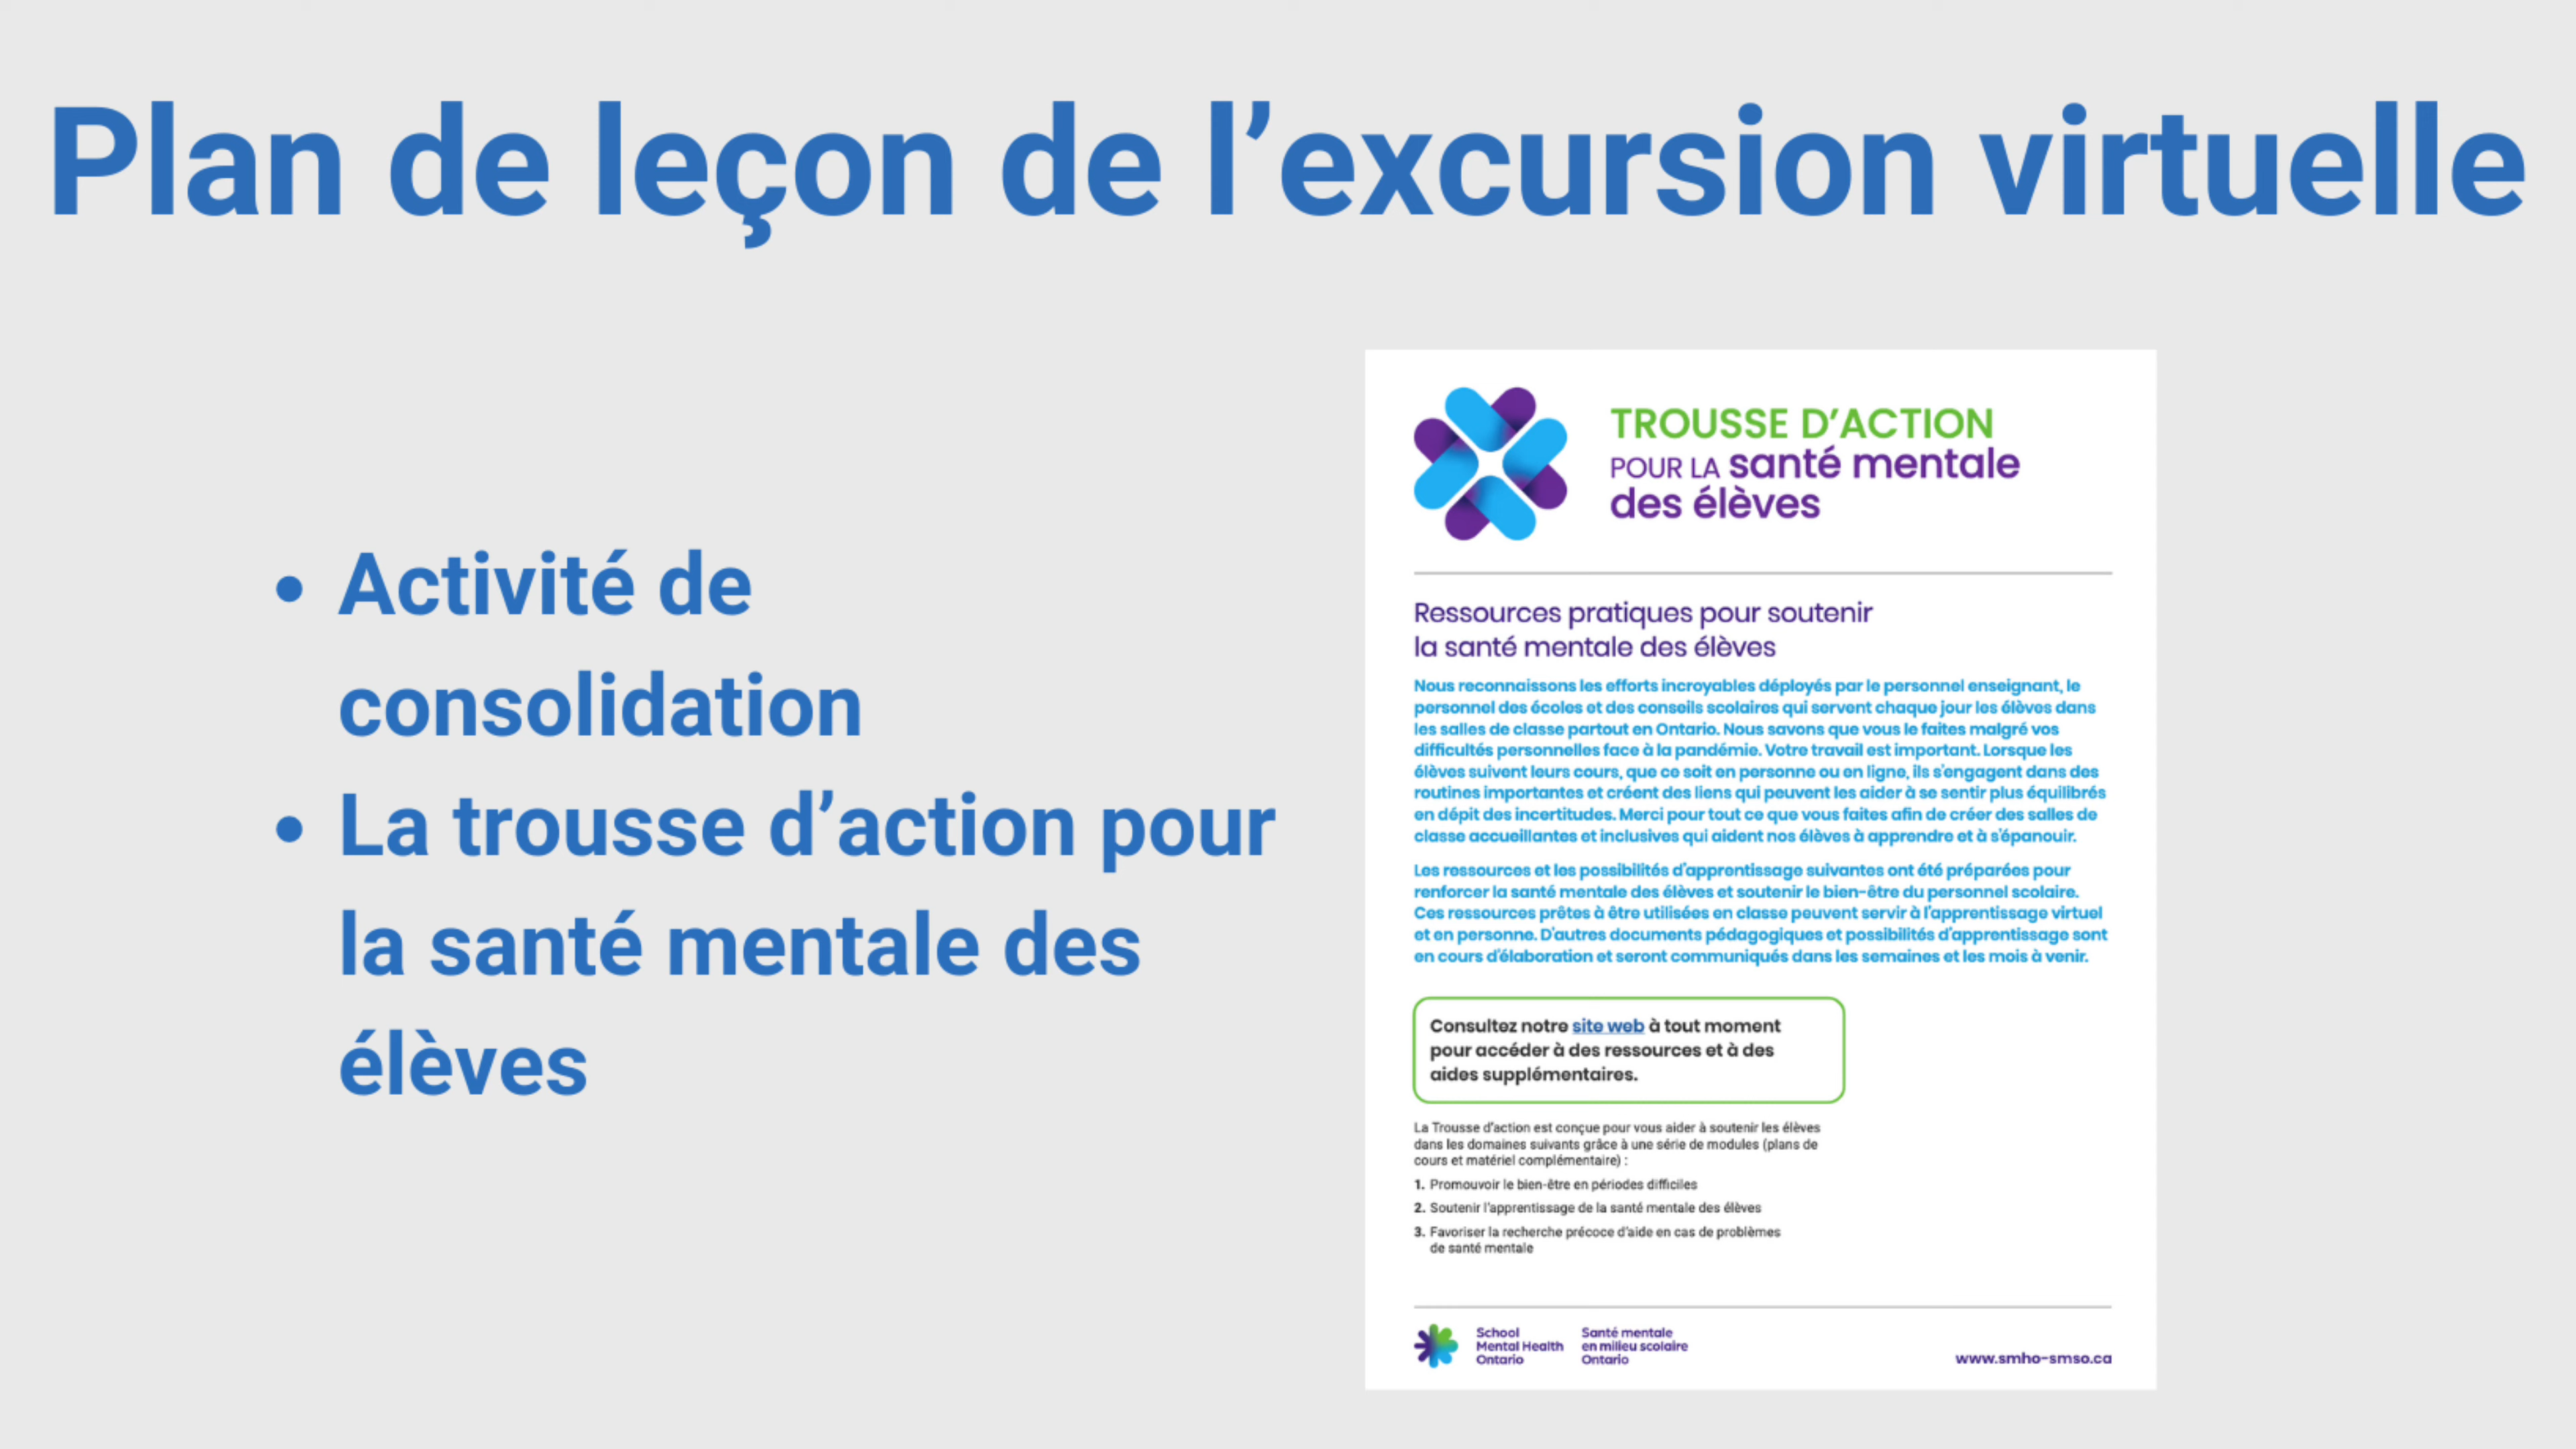 Plan de leçon de l’excursion virtuelle
• Activité de
consolidation
• La trousse d’action pour
la santé mentale des
élèves
TROUSSE D’ACTION
POUR LA santé mentale
des élèves
Ressources pratiques pour soutenir
la santé mentale des élèves
Nous reconnaissons les efforts incroyables déployés par le personnel enseignant, le
personnel des écoles et des conseils scolaires qui servent chaque jour les élèves dans
les salles de classe partout en Ontario. Nous savons que vous le faites malgré vos
difficultés personnelles face à la pandémie. Votre travail est important. Lorsque les
élèves suivent leurs cours, que ce soit en personne ou en ligne, ils s’engagent dans des
routines importantes et créent des liens qui peuvent les aider à se sentir plus équilibrés
en dépit des incertitudes. Merci pour tout ce que vous faites afin de créer des salles de
classe accueillantes et inclusives qui aident nos élèves à apprendre et à s’épanouir.
Les ressources et les possibilités d’apprentissage suivantes ont été préparées pour
renforcer la santé mentale des élèves et soutenir le bien-être du personnel scolaire.
Ces ressources prêtes à être utilisées en classe peuvent servir à l’apprentissage virtuel
et en personne. D’autres documents pédagogiques et possibilités d’apprentissage sont
en cours d’élaboration et seront communiqués dans les semaines et les mois à venir.
Consultez notre site web à tout moment
pour accéder à des ressources et à des
aides supplémentaires.
La Trousse d’action est conçue pour vous aider à soutenir les élèves
dans les domaines suivants grâce à une série de modules (plans de
cours et matériel complémentaire) :
1. Promouvoir le bien-être en périodes difficiles
2. Soutenir l’apprentissage de la santé mentale des élèves
3. Favoriser la recherche précoce d’aide en cas de problèmes
de santé mentale
School
Mental Health
Ontario
Santé mentale
en milieu scolaire
Ontario
www.smho-smso.ca